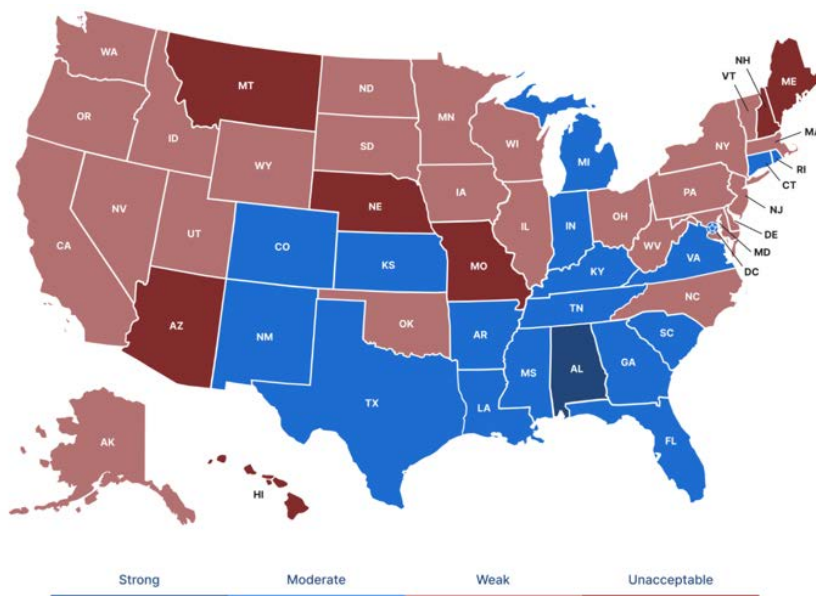 WA
MT
ND
MN
OR
ID
WY
SD
WI
MI
NY
VT
NH
ME
MA
RI
CT
NV
UT
CA
NE
IA
IL
IN
OH
PA
NJ
DE
MD
DC
WV
VA
CO
KS
MO
KY
NC
TN
AZ
NM
OK
AR
SC
MS
AL
GA
TX
LA
FL
AK
HI
Strong Moderate Weak Unacceptable